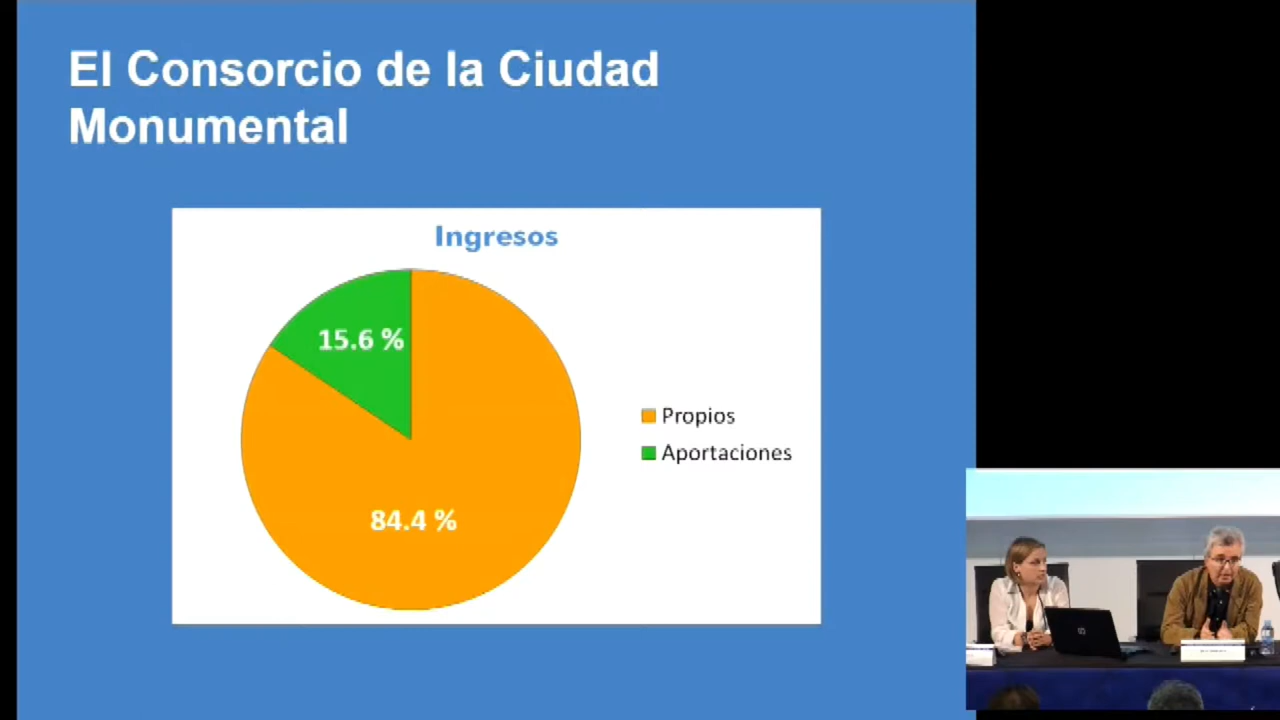 El Consorcio de la Ciudad
Monumental
Ingresos
15.6 %
84.4 %
Propios
Aportaciones